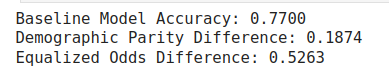 Baseline Model Accuracy: 0.7700
Demographic Parity Difference: 0.1874
Equalized Odds Difference: 0.5263